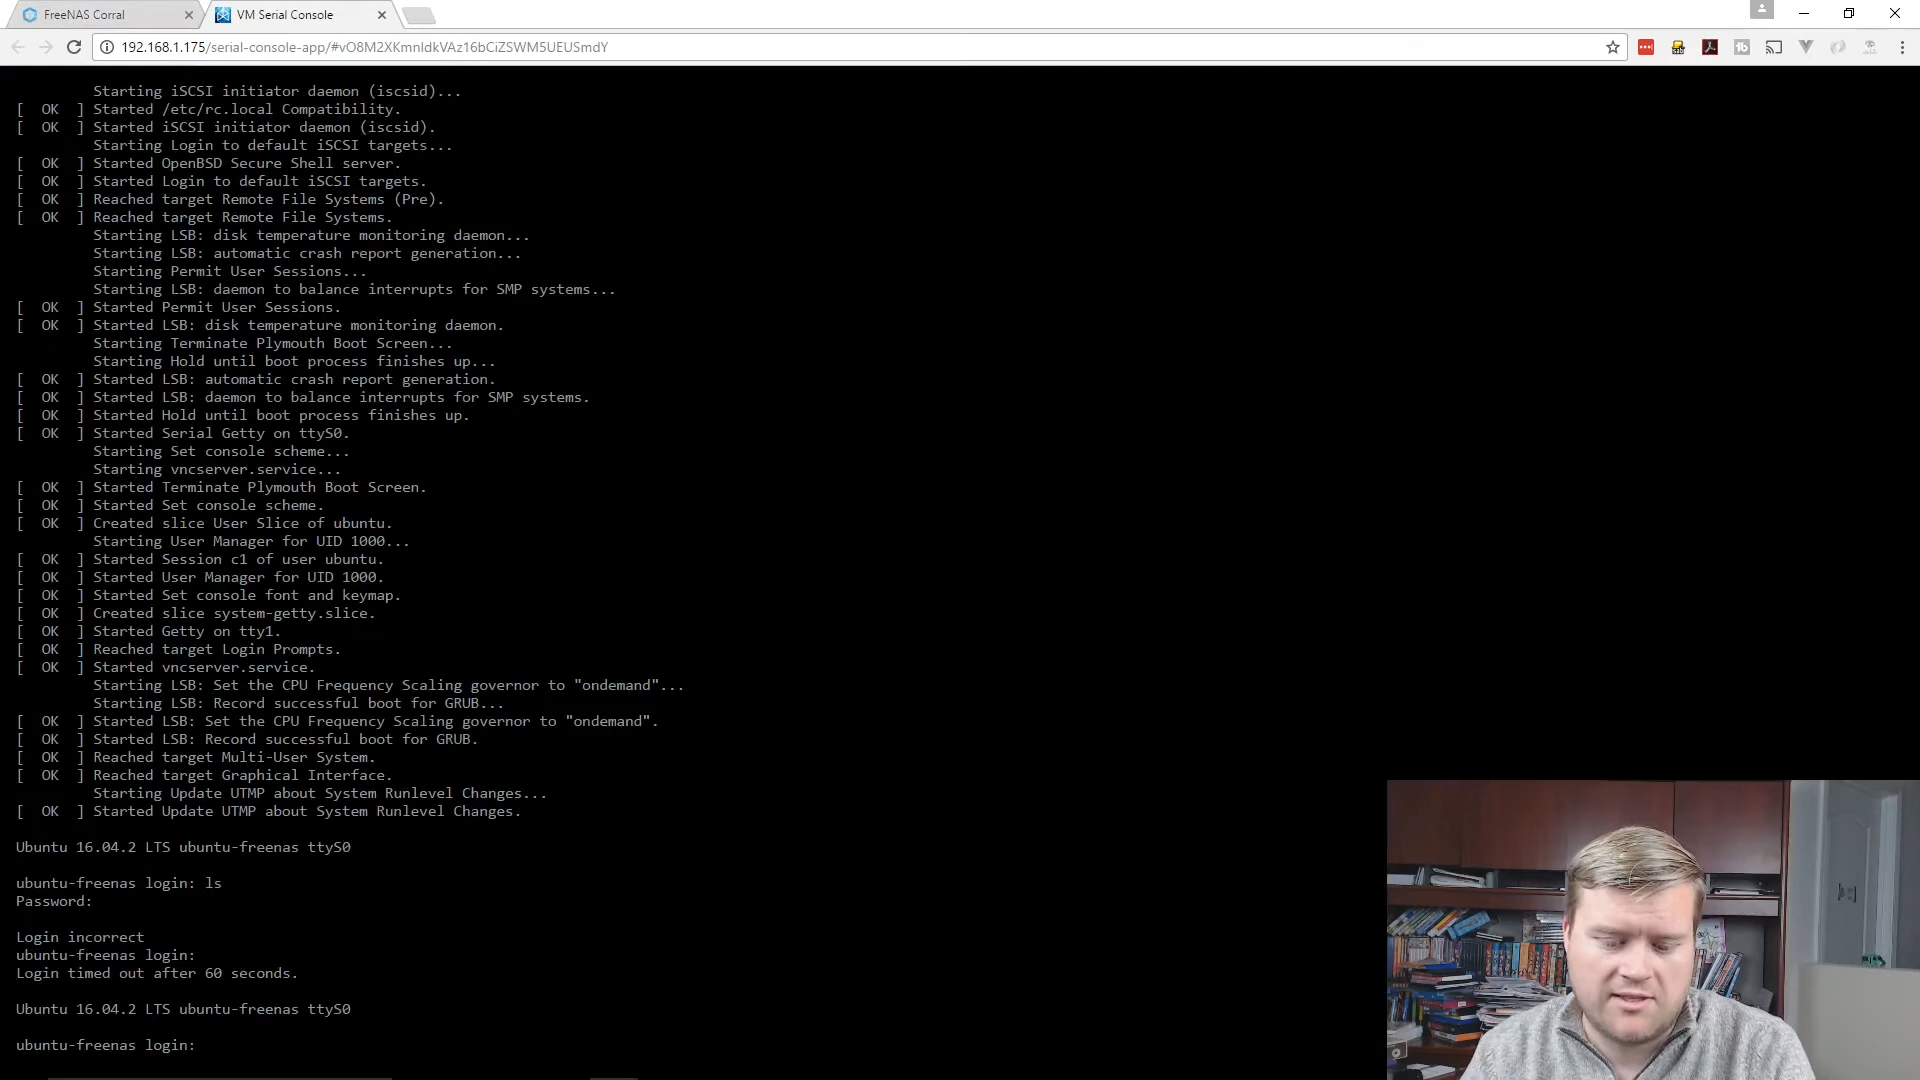 FreeNAS Corral
VM Serial Console
192.168.1.175/serial-console-app/#vO8M2XKmnIdkVAz16bCiZSWM5UEUSmdY
Starting iSCSI initiator daemon (iscsid)...
[  OK  ] Started /etc/rc.local Compatibility.
[  OK  ] Started iSCSI initiator daemon (iscsid).
Starting Login to default iSCSI targets...
[  OK  ] Started OpenBSD Secure Shell server.
[  OK  ] Started Login to default iSCSI targets.
[  OK  ] Reached target Remote File Systems (Pre).
[  OK  ] Reached target Remote File Systems.
Starting LSB: disk temperature monitoring daemon...
Starting LSB: automatic crash report generation...
Starting Permit User Sessions...
Starting LSB: daemon to balance interrupts for SMP systems...
[  OK  ] Started Permit User Sessions.
[  OK  ] Started LSB: disk temperature monitoring daemon.
Starting Terminate Plymouth Boot Screen...
Starting Hold until boot process finishes up...
[  OK  ] Started LSB: automatic crash report generation.
[  OK  ] Started LSB: daemon to balance interrupts for SMP systems.
[  OK  ] Started Hold until boot process finishes up.
[  OK  ] Started Serial Getty on ttyS0.
Starting Set console scheme...
Starting vncserver.service...
[  OK  ] Started Terminate Plymouth Boot Screen.
[  OK  ] Started Set console scheme.
[  OK  ] Created slice User Slice of ubuntu.
Starting User Manager for UID 1000...
[  OK  ] Started Session c1 of user ubuntu.
[  OK  ] Started User Manager for UID 1000.
[  OK  ] Started Set console font and keymap.
[  OK  ] Created slice system-getty.slice.
[  OK  ] Started Getty on tty1.
[  OK  ] Reached target Login Prompts.
[  OK  ] Started vncserver.service.
Starting LSB: Set the CPU Frequency Scaling governor to "ondemand"...
Starting LSB: Record successful boot for GRUB...
[  OK  ] Started LSB: Set the CPU Frequency Scaling governor to "ondemand".
[  OK  ] Started LSB: Record successful boot for GRUB.
[  OK  ] Reached target Multi-User System.
[  OK  ] Reached target Graphical Interface.
Starting Update UTMP about System Runlevel Changes...
[  OK  ] Started Update UTMP about System Runlevel Changes.
Ubuntu 16.04.2 LTS ubuntu-freenas ttyS0
ubuntu-freenas login: ls
Password:
Login incorrect
ubuntu-freenas login:
Login timed out after 60 seconds.
Ubuntu 16.04.2 LTS ubuntu-freenas ttyS0
ubuntu-freenas login: